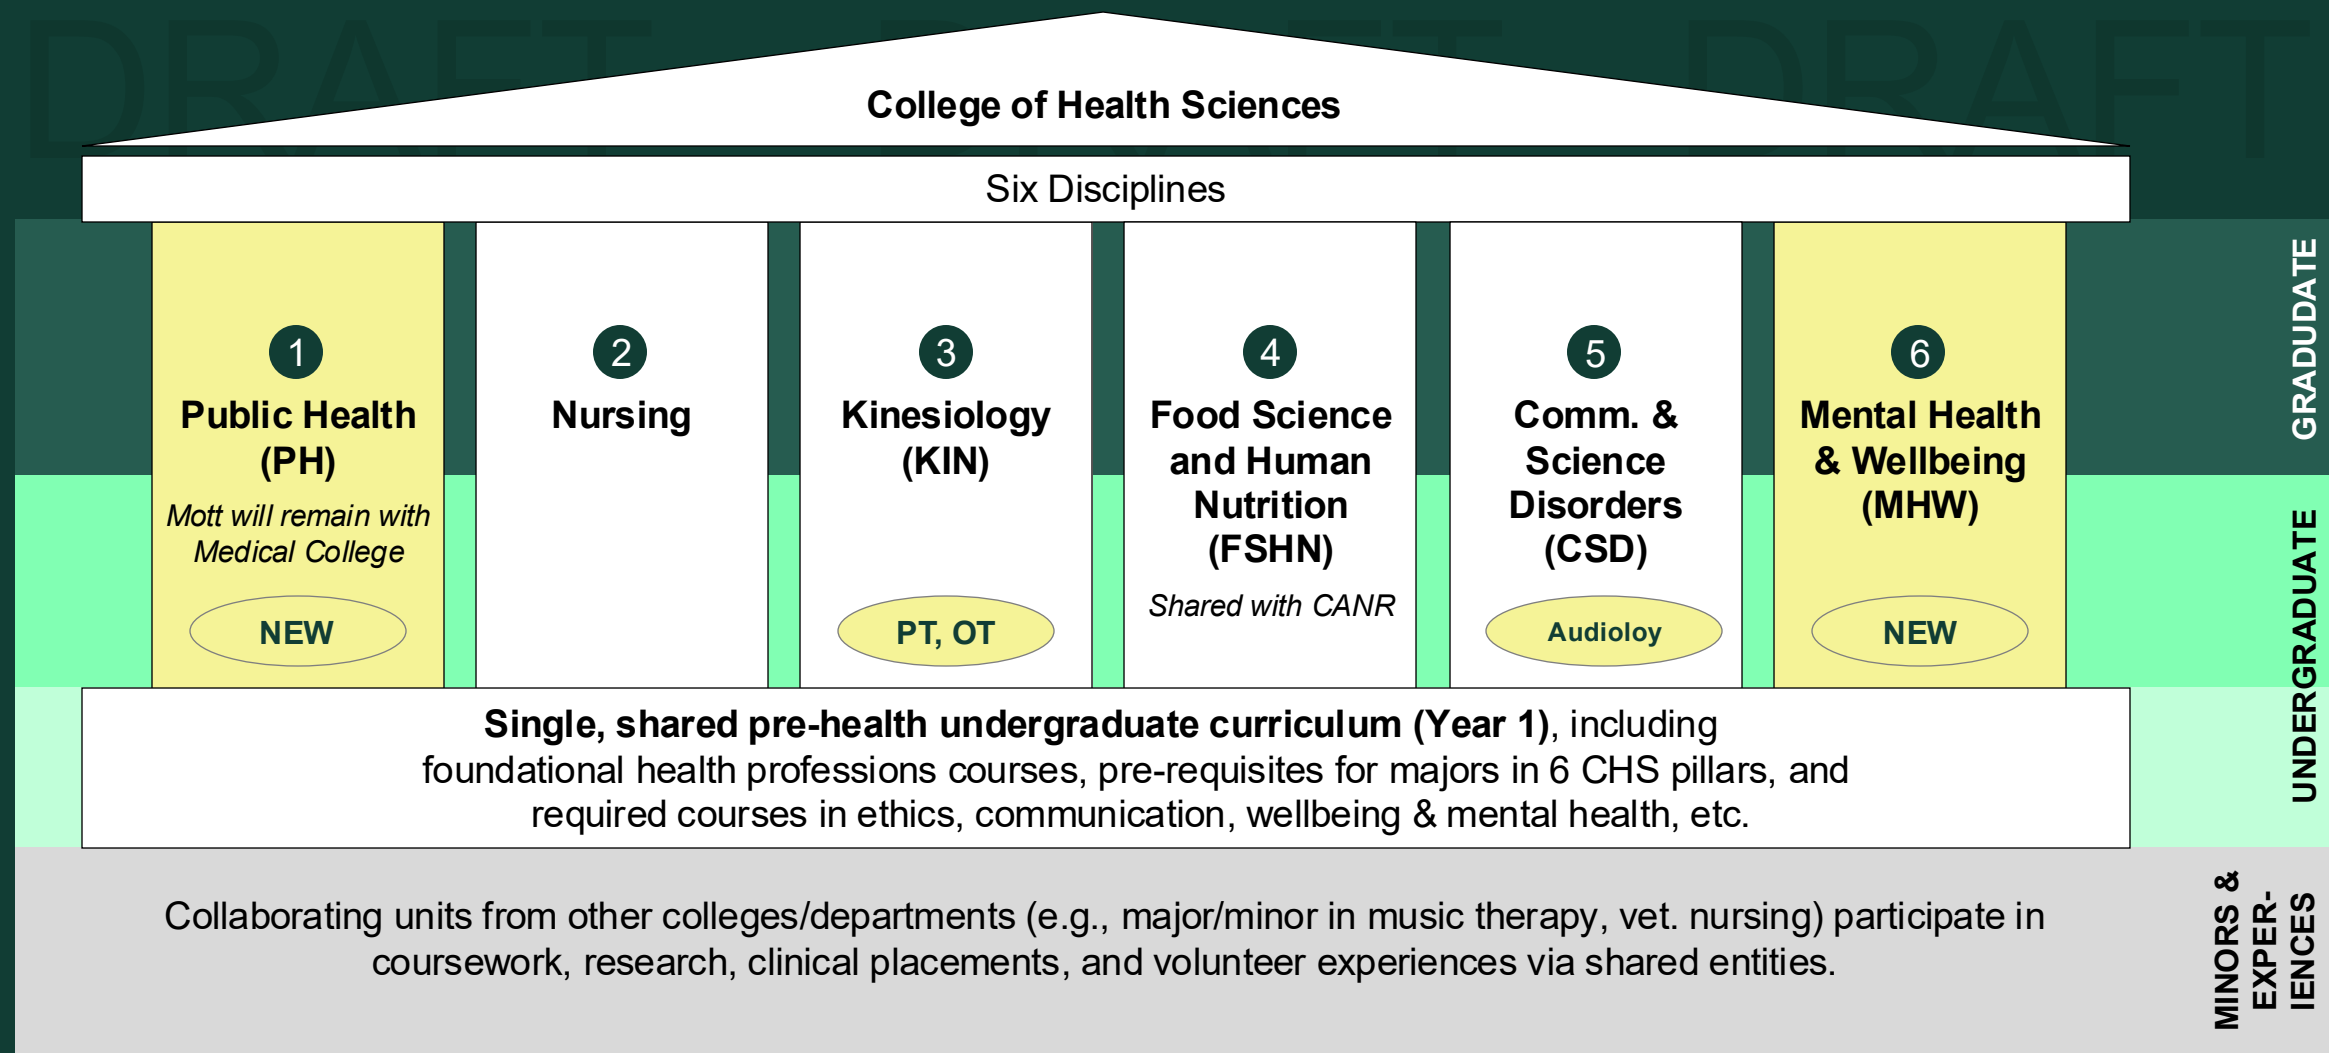 DRAFT DRAFT DRAFT
College of Health Sciences
Six Disciplines
1
Public Health
(PH)
Mott will remain with
Medical College
NEW
2
Nursing
3
Kinesiology
(KIN)
PT, OT
4
Food Science
and Human
Nutrition
(FSHN)
Shared with CANR
5
Comm. &
Science
Disorders
(CSD)
Audioloy
6
Mental Health
& Wellbeing
(MHW)
NEW
GRADUDATE
UNDERGRADUATE
Single, shared pre-health undergraduate curriculum (Year 1), including
foundational health professions courses, pre-requisites for majors in 6 CHS pillars, and
required courses in ethics, communication, wellbeing & mental health, etc.
Collaborating units from other colleges/departments (e.g., major/minor in music therapy, vet. nursing) participate in
coursework, research, clinical placements, and volunteer experiences via shared entities.
MINORS &
EXPER-
IENCES